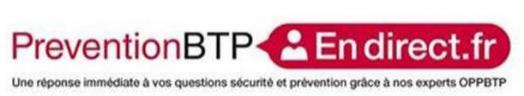 PreventionBTP En direct.fr
Une réponse immédiate à vos questions sécurité et prévention grâce à nos experts OPPBTP